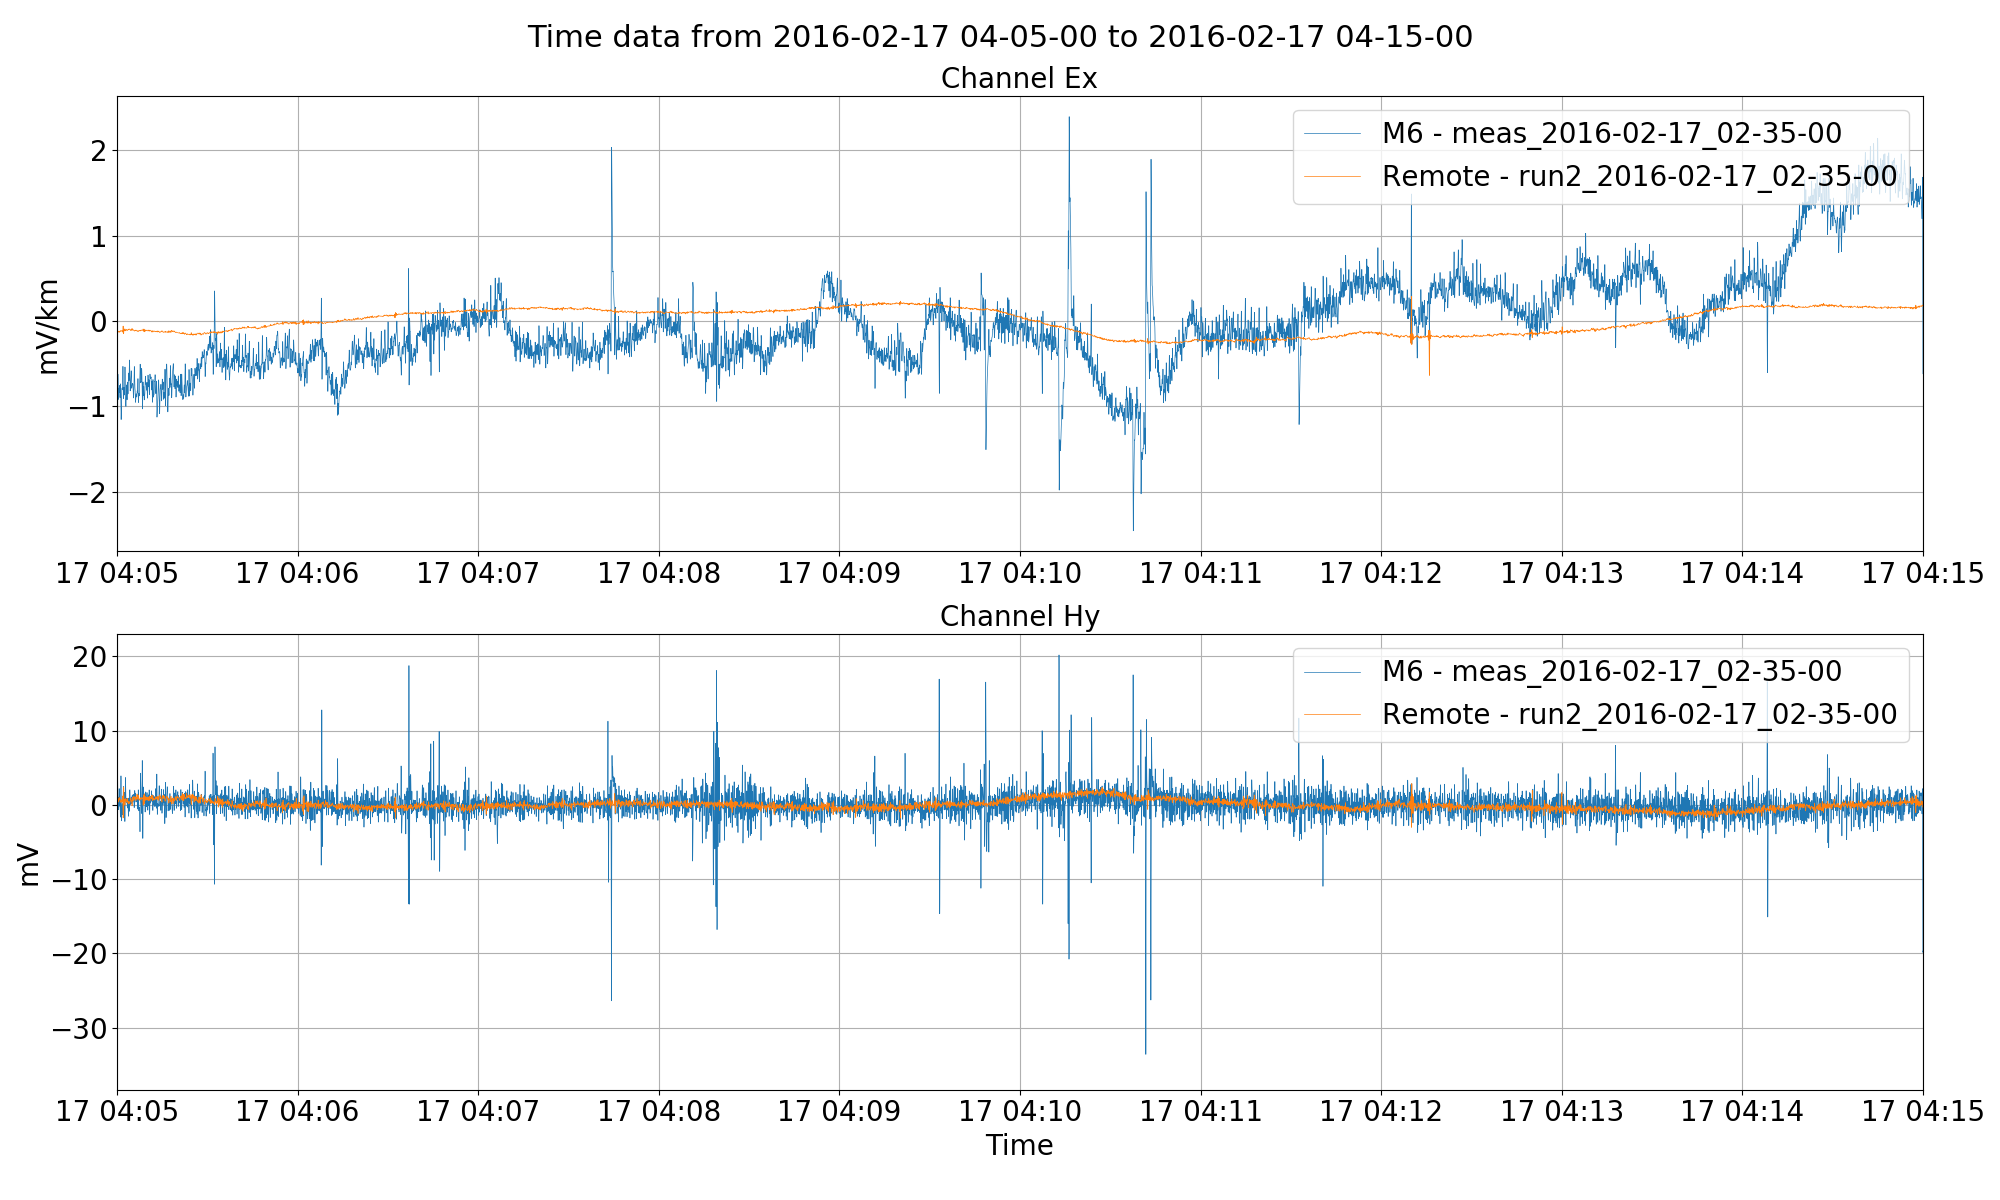 Time data from 2016-02-17 04-05-00 to 2016-02-17 04-15-00
Channel Ex
M6 - meas_2016-02-17_02-35-00
Remote - run2_2016-02-17_02-35-00
mV/km
2
1
0
−1
−2
17 04:05 17 04:06 17 04:07 17 04:08 17 04:09 17 04:10 17 04:11 17 04:12 17 04:13 17 04:14 17 04:15
Channel Hy
M6 - meas_2016-02-17_02-35-00
Remote - run2_2016-02-17_02-35-00
mV
20
10
0
−10
−20
−30
17 04:05 17 04:06 17 04:07 17 04:08 17 04:09 17 04:10 17 04:11 17 04:12 17 04:13 17 04:14 17 04:15
Time